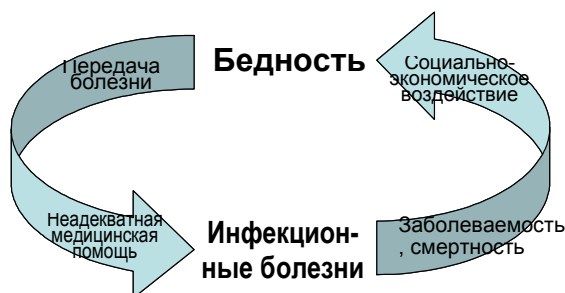 Передача
болезни
Бедность
Социально-
экономическое
воздействие
Неадекватная
медицинская
помощь
Инфекцион-
ные болезни
Заболеваемость
, смертность